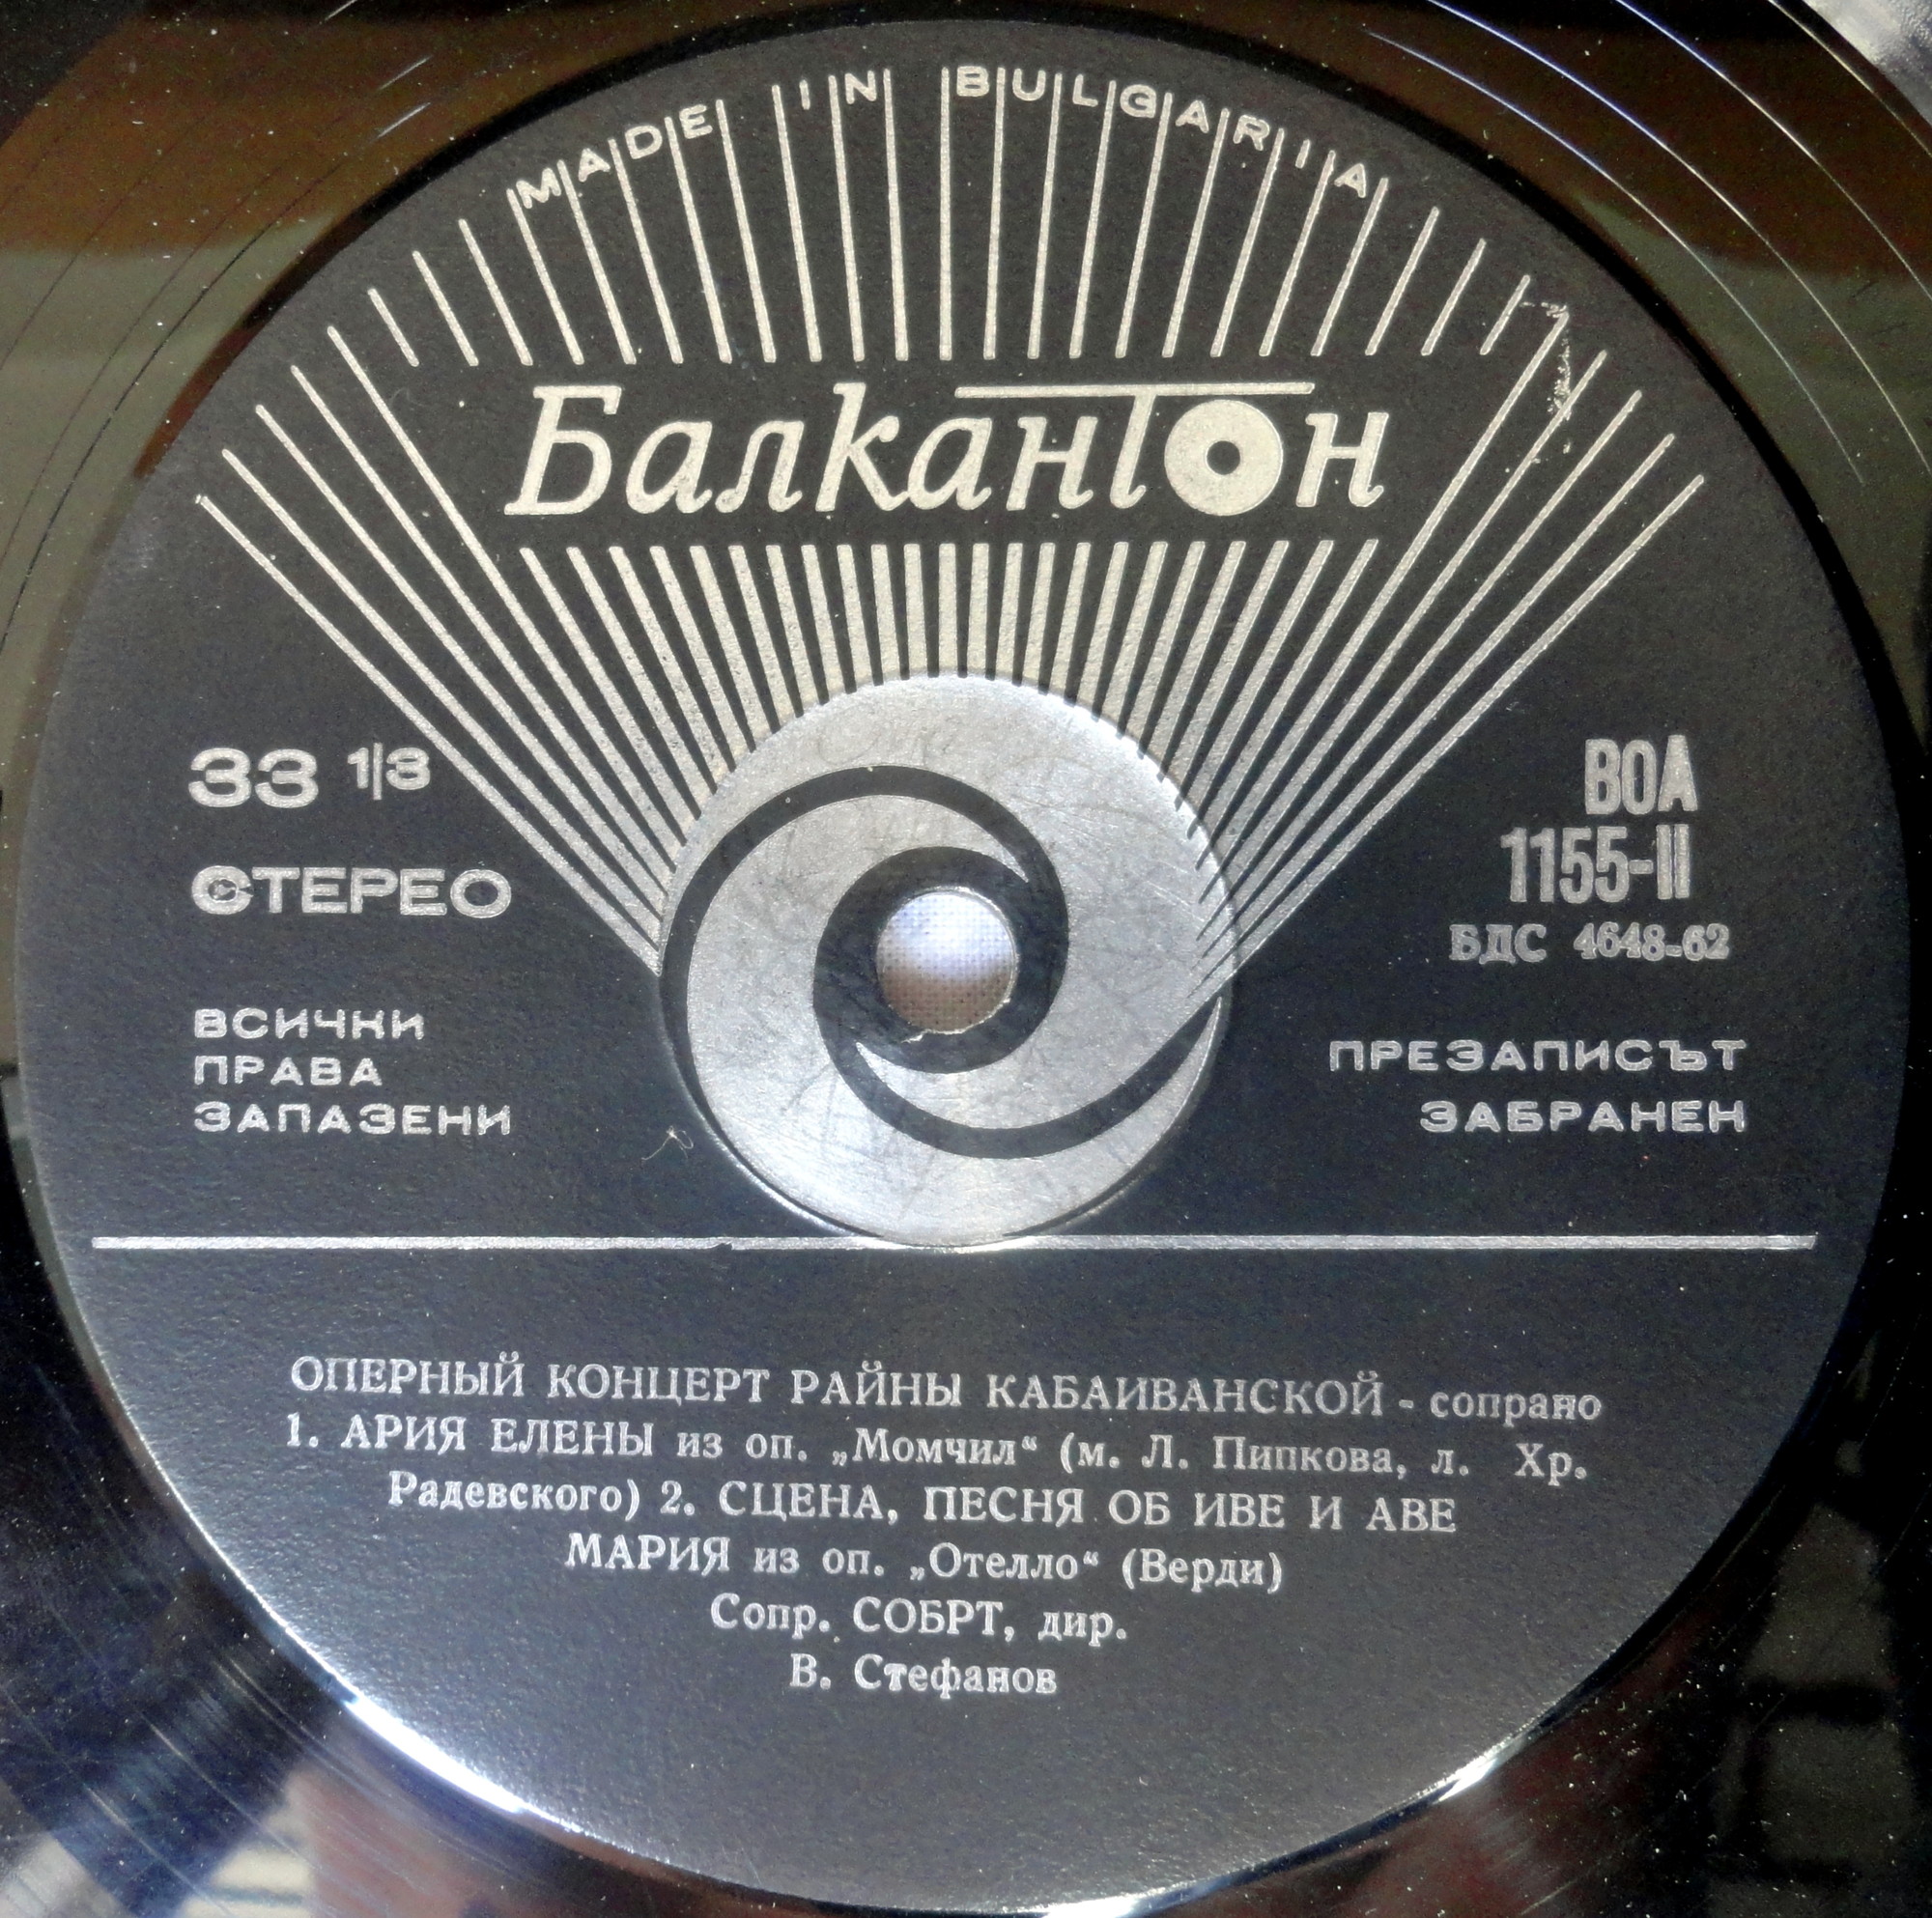 MADE IN BULGARIA
Балкантон
33 1/3
СТЕРЕО
ВСИЧКИ
ПРАВА
ЗАПАЗЕНИ
ВОА
1155-II
БДС 4648-62
ПРЕЗАПИСЪТ
ЗАБРАНЕН
ОПЕРНЫЙ КОНЦЕРТ РАЙНЫ КАБАИВАНСКОЙ - сопрано
1. АРИЯ ЕЛЕНЫ из оп. „Момчил“ (м. Л. Пипкова, л. Хр.
Радевского) 2. СЦЕНА, ПЕСНЯ ОБ ИВЕ И АВЕ
МАРИЯ из оп. „Отелло“ (Верди)
Сопр. СОБРТ, дир.
В. Стефанов